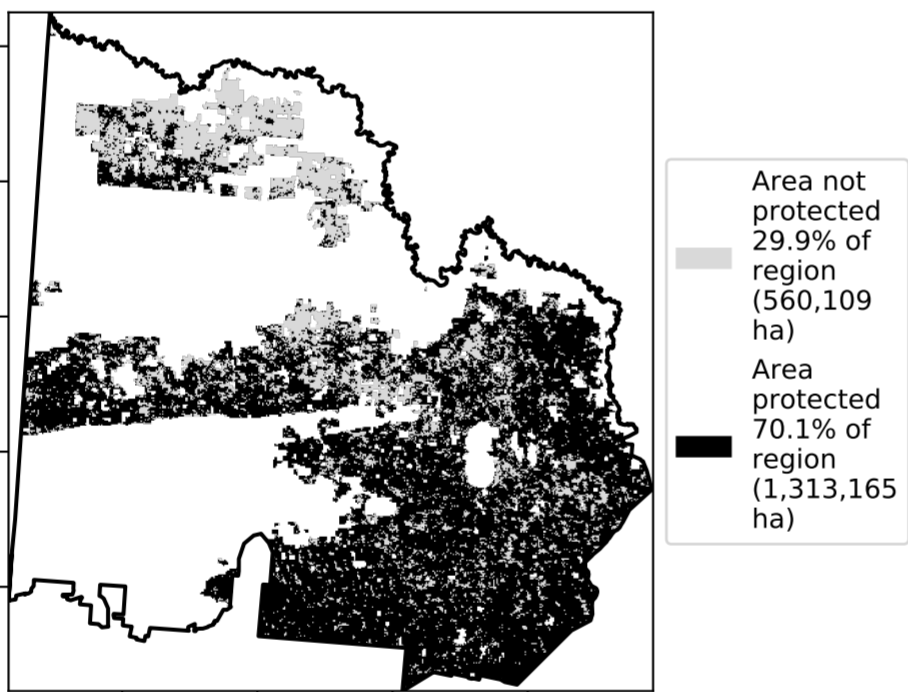 Area not
protected
29.9% of
region
(560,109
ha)
Area
protected
70.1% of
region
(1,313,165
ha)